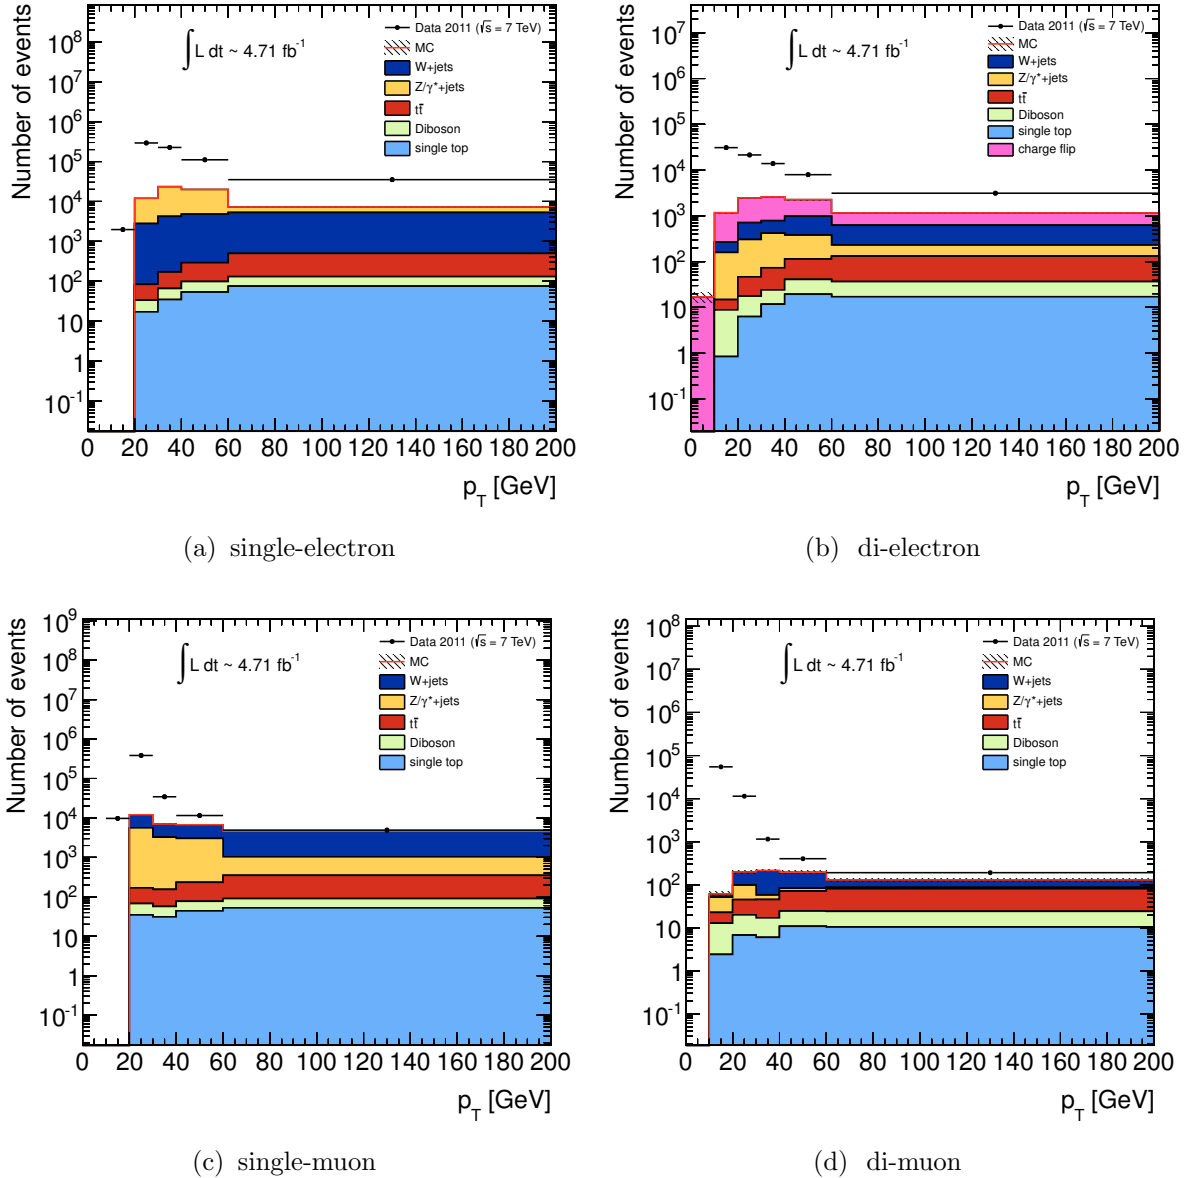 Number of events
10⁸
10⁷
10⁶
10⁵
10⁴
10³
10²
10
1
10⁻¹
∫ L dt ~ 4.71 fb⁻¹
Data 2011 (√s = 7 TeV)
MC
W+jets
Z/γ*+jets
tt̄
Diboson
single top
0 20 40 60 80 100 120 140 160 180 200
p_T [GeV]
(a) single-electron
Number of events
10⁶
10⁵
10⁴
10³
10²
10
1
10⁻¹
∫ L dt ~ 4.71 fb⁻¹
Data 2011 (√s = 7 TeV)
MC
W+jets
Z/γ*+jets
tt̄
Diboson
single top
charge flip
0 20 40 60 80 100 120 140 160 180 200
p_T [GeV]
(b) di-electron
Number of events
10⁹
10⁸
10⁷
10⁶
10⁵
10⁴
10³
10²
10
1
10⁻¹
∫ L dt ~ 4.71 fb⁻¹
Data 2011 (√s = 7 TeV)
MC
W+jets
Z/γ*+jets
tt̄
Diboson
single top
0 20 40 60 80 100 120 140 160 180 200
p_T [GeV]
(c) single-muon
Number of events
10⁸
10⁷
10⁶
10⁵
10⁴
10³
10²
10
1
10⁻¹
∫ L dt ~ 4.71 fb⁻¹
Data 2011 (√s = 7 TeV)
MC
W+jets
Z/γ*+jets
tt̄
Diboson
single top
0 20 40 60 80 100 120 140 160 180 200
p_T [GeV]
(d) di-muon